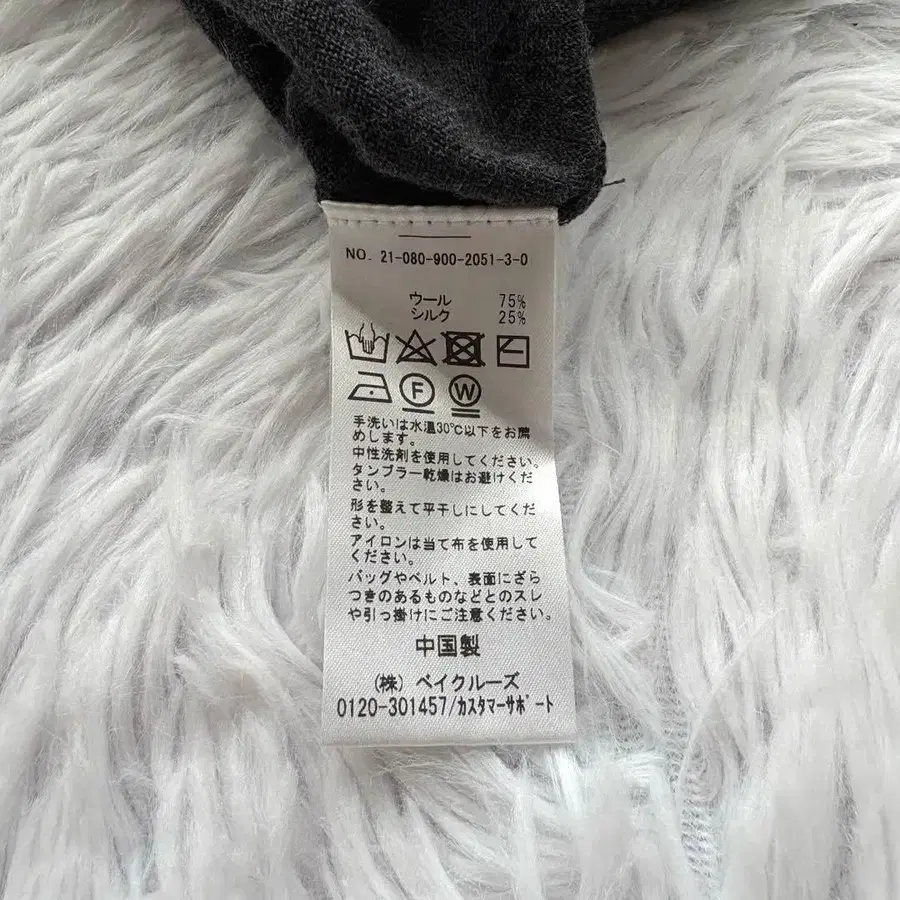 NO. 21-080-900-2051-3-0
ウール 75%
シルク 25%
F W
手洗いは水温30℃以下をお薦
めします。
中性洗剤を使用してください。
タンブラー乾燥はお避けくだ
さい。
形を整えて平干しにしてくだ
さい。
アイロンは当て布を使用して
ください。
バッグやベルト、表面にざら
つきのあるものなどとのスレ
や引っ掛けにご注意ください。
中国製
(株) ベイクルーズ
0120-301457/カスタマーサポート